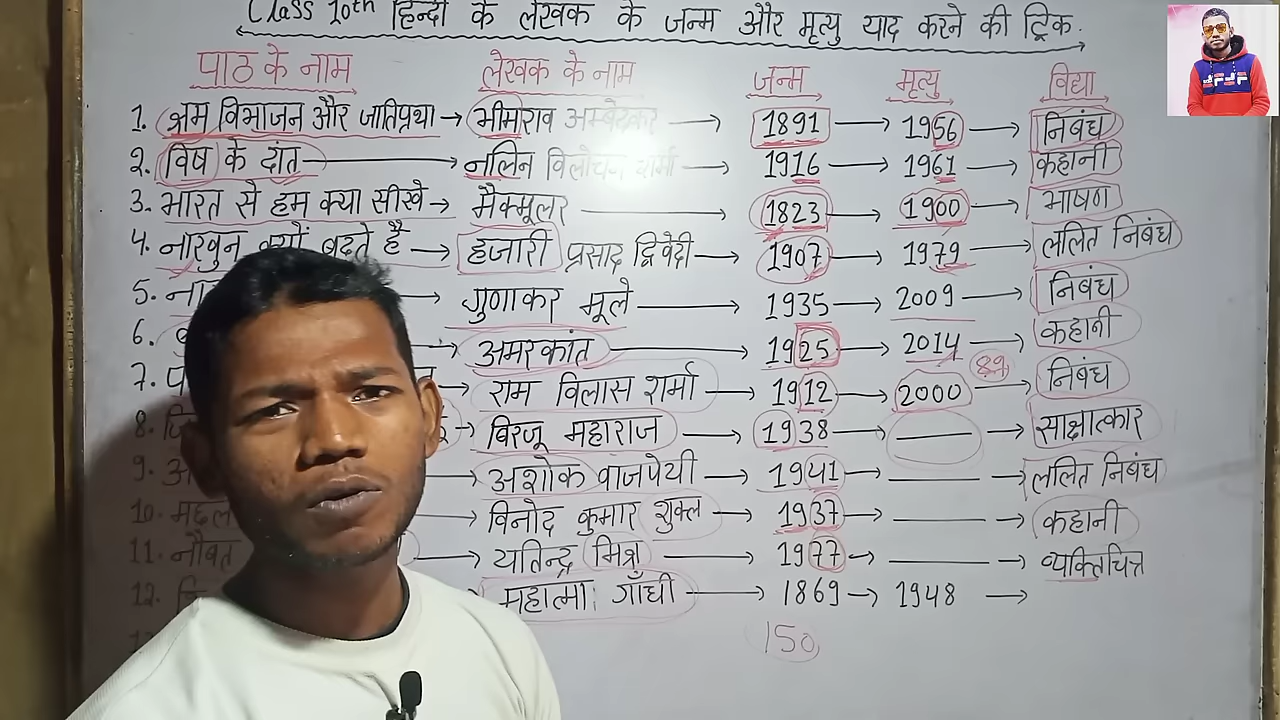 Class 10th हिन्दी के लेखक के जन्म और मृत्यु याद करने की ट्रिक.
पाठ के नाम लेखक के नाम जन्म मृत्यु विद्या
1. श्रम विभाजन और जातिप्रथा → भीमराव अम्बेदकर → 1891 → 1956 → निबंध
2. विष के दांत → नलिन विलोचन शर्मा → 1916 → 1961 → कहानी
3. भारत से हम क्या सीखे → मैक्मूलर → 1823 → 1900 → भाषण
4. नाखुन क्यों बढ़ते हैं → हजारी प्रसाद द्विवेदी → 1907 → 1979 → ललित निबंध
5. ना → गुणाकर मूले → 1935 → 2009 → निबंध
6. → अमरकांत → 1925 → 2014 → कहानी
89
7. → राम विलास शर्मा → 1912 → 2000 → निबंध
8. → बिरजू महाराज → 1938 → — → साक्षात्कार
9. → अशोक वाजपेयी → 1941 → — → ललित निबंध
10. → विनोद कुमार शुक्ल → 1937 → — → कहानी
11. नौबत → यतिन्द्र मिश्रा → 1977 → — → व्यक्तिचित्र
12. महात्मा गाँधी → 1869 → 1948 →
150